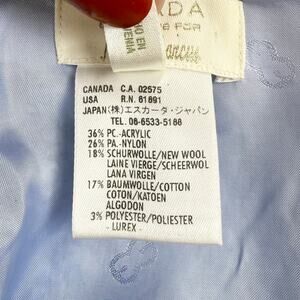 CANADA C.A. 02575
USA R.N. 61891
JAPAN(株)エスカーダ・ジャパン
TEL. 06-6533-5188
36% PC.-ACRYLIC
26% PA.-NYLON
18% SCHURWOLLE/NEW WOOL
LAINE VIERGE/SCHEERWOL
LANA VIRGEN
17% BAUMWOLLE/COTTON
COTON/KATOEN
ALGODON
3% POLYESTER/POLIESTER
- LUREX -